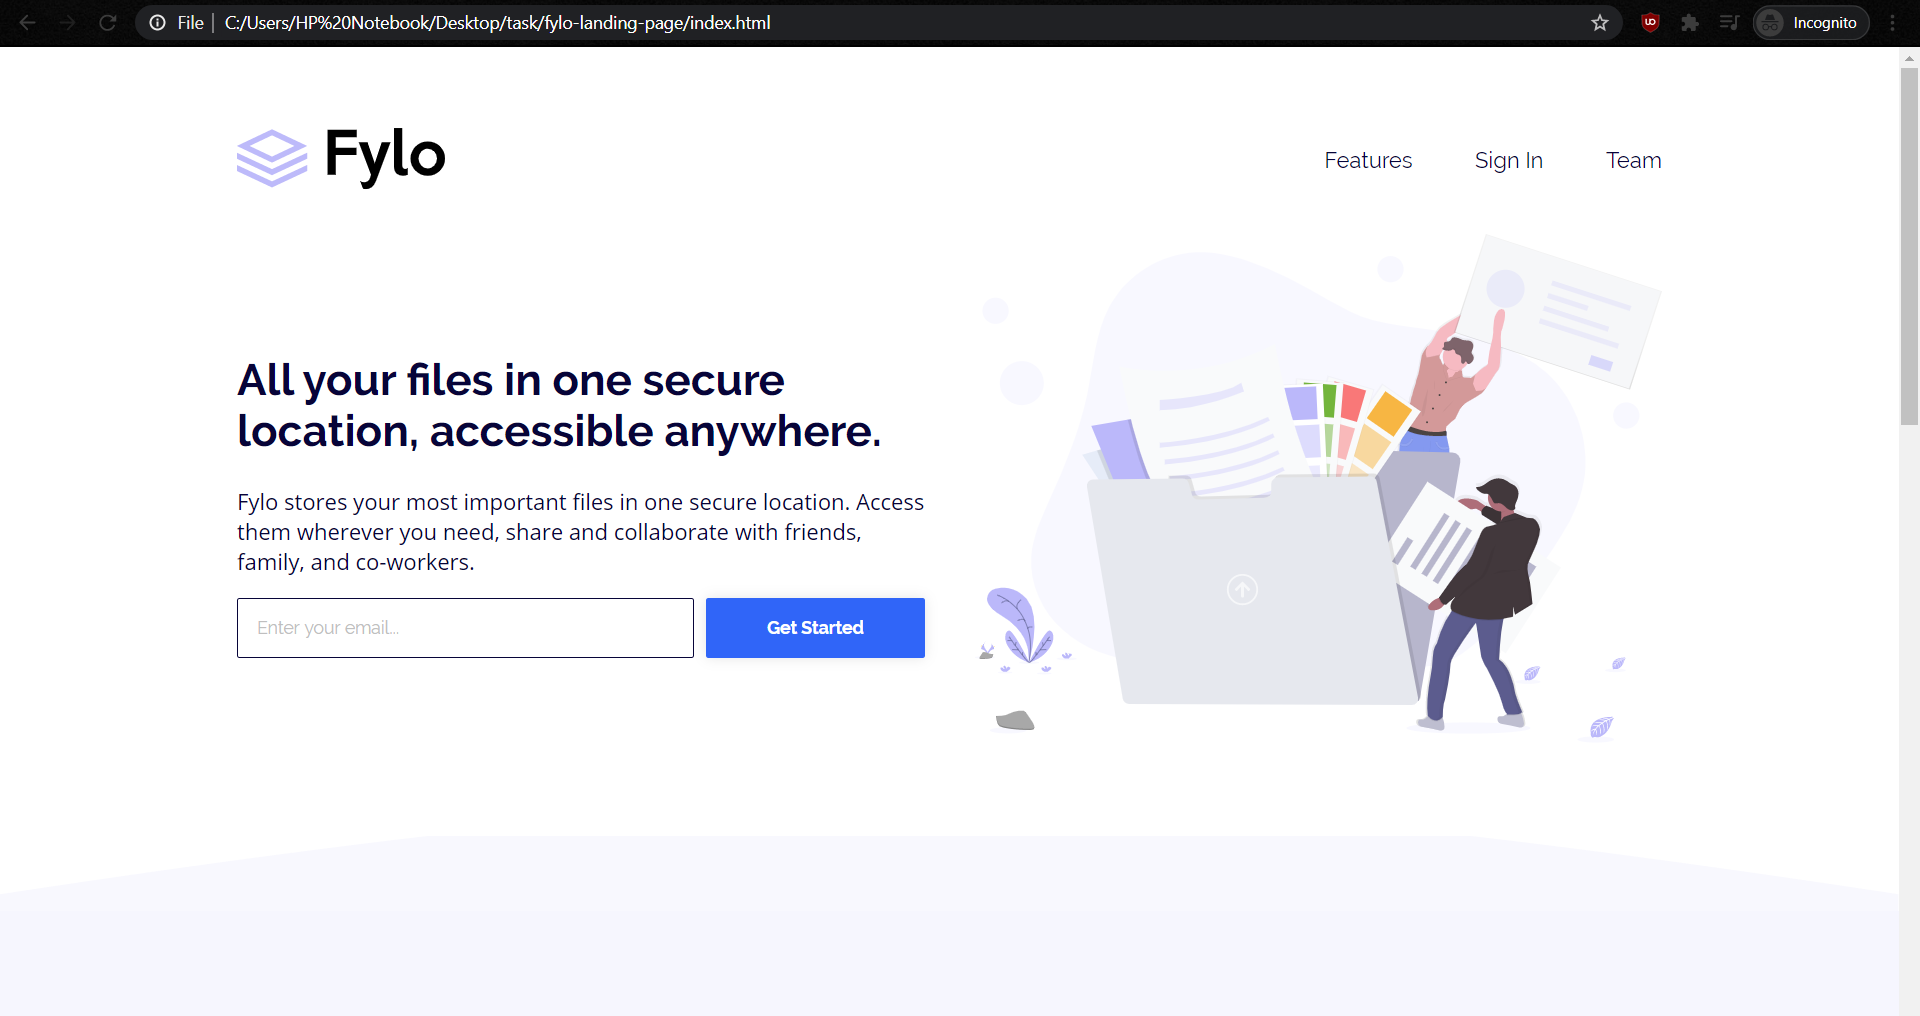 File | C:/Users/HP%20Notebook/Desktop/task/fylo-landing-page/index.html
Incognito
Fylo
Features Sign In Team
All your files in one secure
location, accessible anywhere.
Fylo stores your most important files in one secure location. Access
them wherever you need, share and collaborate with friends,
family, and co-workers.
Enter your email...
Get Started